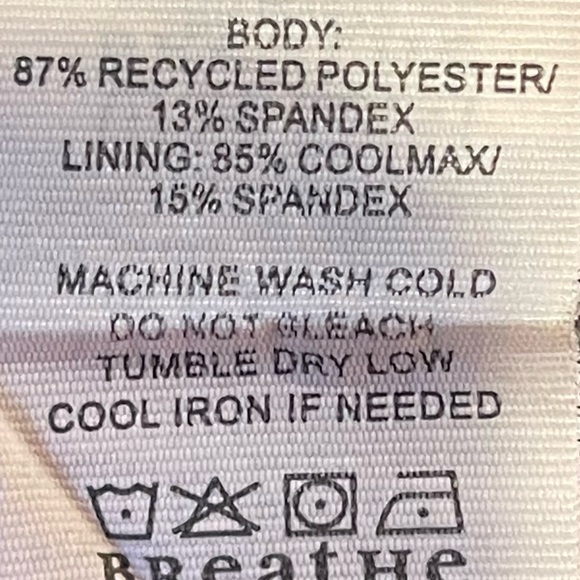 BODY:
87% RECYCLED POLYESTER/
13% SPANDEX
LINING: 85% COOLMAX/
15% SPANDEX
MACHINE WASH COLD
DO NOT BLEACH
TUMBLE DRY LOW
COOL IRON IF NEEDED
BReatHe